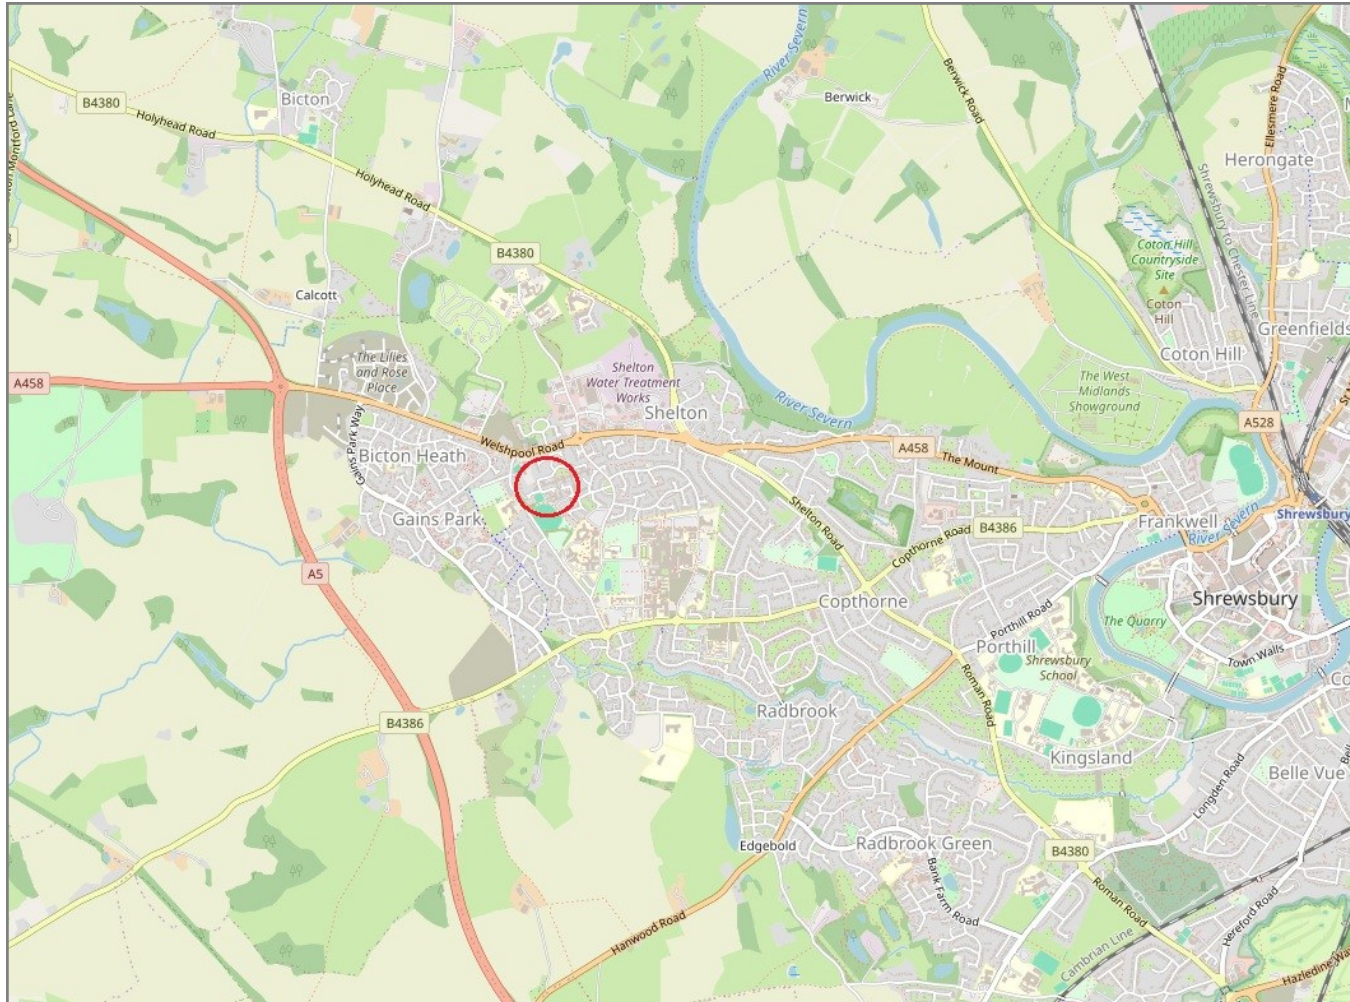 River Severn
Berwick
Berwick Road
Ellesmere Road
B4380
Bicton
Holyhead Road
Montford Lane
Herongate
Shrewsbury to Chester Line
Holyhead Road
B4380
Coton Hill
Countryside
Site
Coton
Hill
Calcott
Greenfields
Coton Hill
The Lilies
and Rose
Place
Shelton
Water Treatment
Works
A458
The West
Midlands
Showground
River Severn
Shelton
A528
Gains Park Way
Welshpool Road
A458
Bicton Heath
The Mount
Gains Park
Shelton Road
B4386
Copthorne Road
Frankwell
Shrewsbury
River Severn
A5
Copthorne
Shrewsbury
Porthill Road
The Quarry
Porthill
Shrewsbury
School
Town Walls
Roman Road
Radbrook
B4386
Kingsland
Longden Road
Belle Vue
Edgebold
Radbrook Green
B4380
Bank Farm Road
Roman Road
Hanwood Road
Hereford Road
Cambrian Line
Hazledine Wa